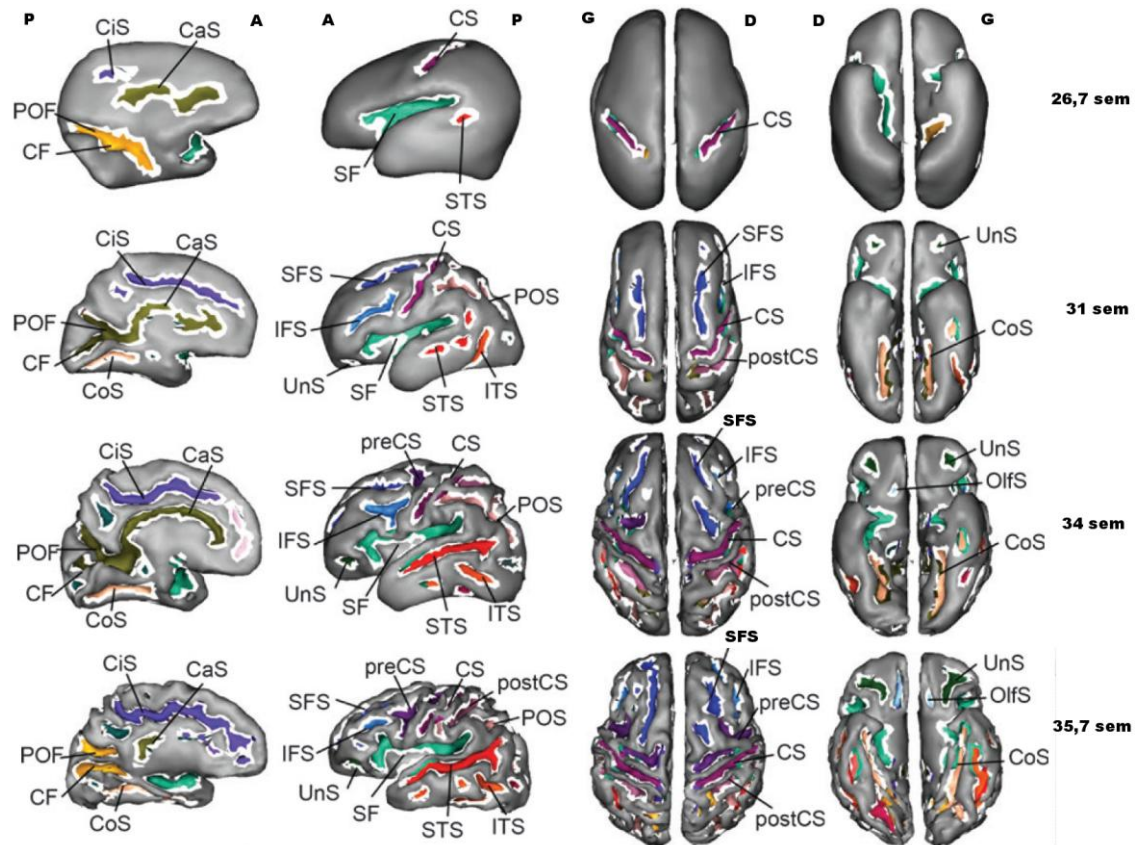 P A A P G D D G
CiS CaS POF CF
CS SF STS
CS
26,7 sem
CiS CaS POF CF CoS
CS SFS IFS POS UnS SF STS ITS
SFS IFS CS postCS
UnS CoS
31 sem
CiS CaS POF CF CoS
preCS CS SFS IFS POS UnS SF STS ITS
SFS IFS preCS CS postCS
UnS OlfS CoS
34 sem
CiS CaS POF CF CoS
preCS CS postCS SFS POS IFS UnS SF STS ITS
SFS IFS preCS CS postCS
UnS OlfS CoS
35,7 sem